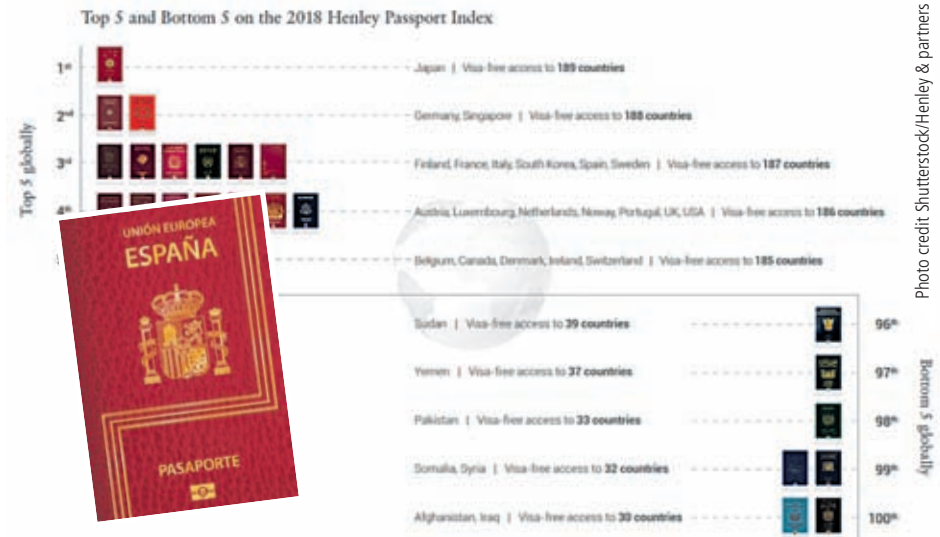 Top 5 and Bottom 5 on the 2018 Henley Passport Index
Top 5 globally
1st
Japan | Visa-free access to 189 countries
2nd
Germany, Singapore | Visa-free access to 188 countries
3rd
Finland, France, Italy, South Korea, Spain, Sweden | Visa-free access to 187 countries
4th
Austria, Luxembourg, Netherlands, Norway, Portugal, UK, USA | Visa-free access to 186 countries
Belgium, Canada, Denmark, Ireland, Switzerland | Visa-free access to 185 countries
UNIÓN EUROPEA
ESPAÑA
PASAPORTE
Sudan | Visa-free access to 39 countries
96th
Yemen | Visa-free access to 37 countries
97th
Pakistan | Visa-free access to 33 countries
98th
Somalia, Syria | Visa-free access to 32 countries
99th
Afghanistan, Iraq | Visa-free access to 30 countries
100th
Bottom 5 globally
Photo credit Shutterstock/Henley & partners